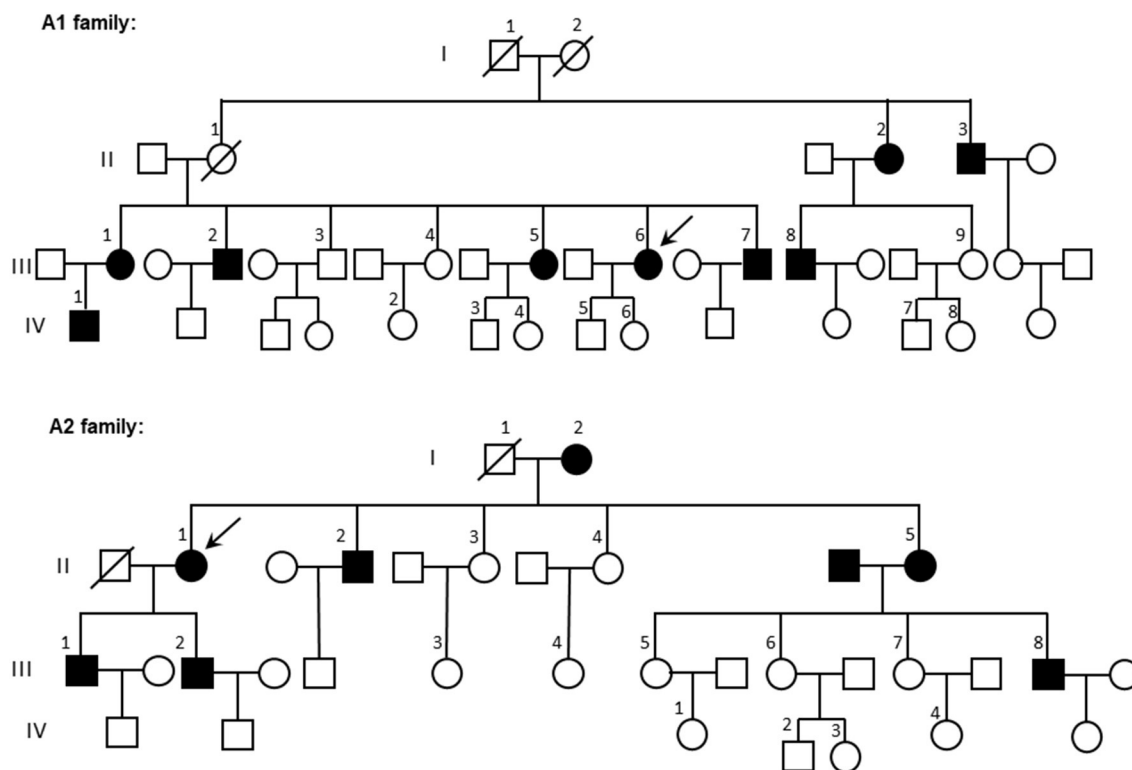 A1 family:
1 2
I
1 2 3
II
1 2 3 4 5 6 7 8 9
III
1 2 3 4 5 6 7 8
IV
A2 family:
1 2
I
1 2 3 4 5
II
1 2 3 4 5 6 7 8
III
1 2 3 4
IV